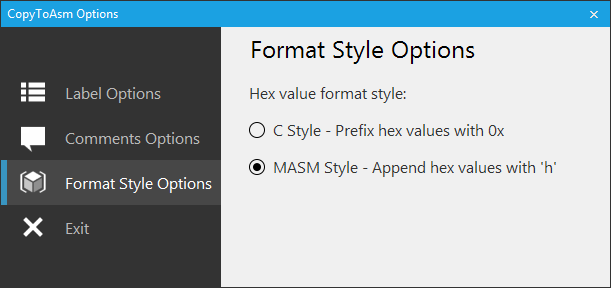 CopyToAsm Options
Label Options
Comments Options
Format Style Options
Exit
Format Style Options
Hex value format style:
C Style - Prefix hex values with 0x
MASM Style - Append hex values with 'h'